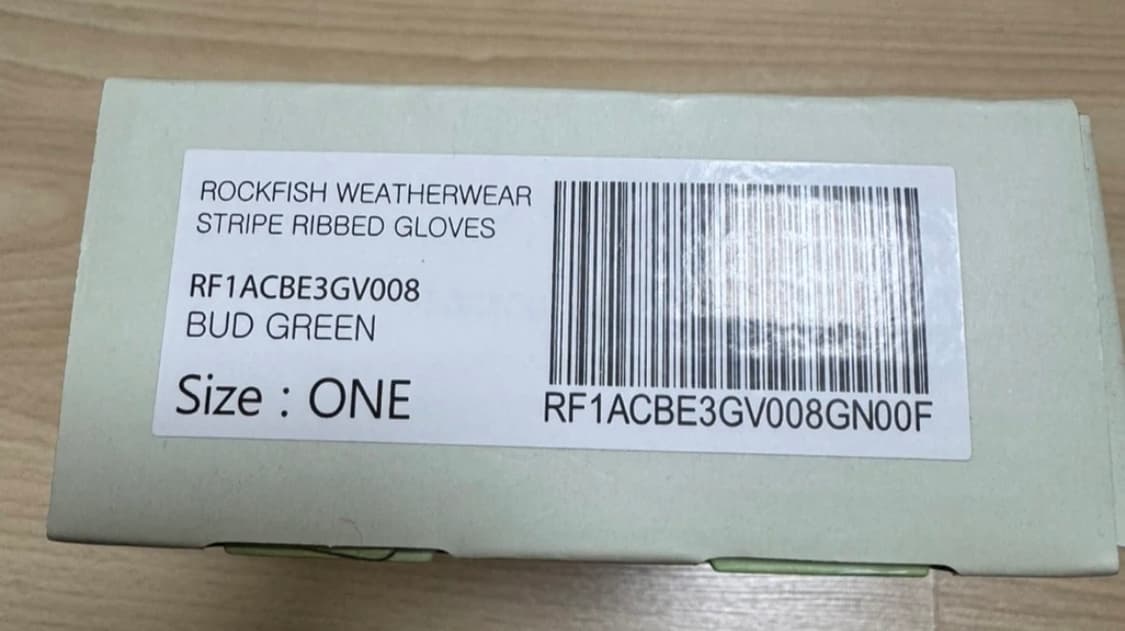 ROCKFISH WEATHERWEAR
STRIPE RIBBED GLOVES
RF1ACBE3GV008
BUD GREEN
Size : ONE
RF1ACBE3GV008GN00F